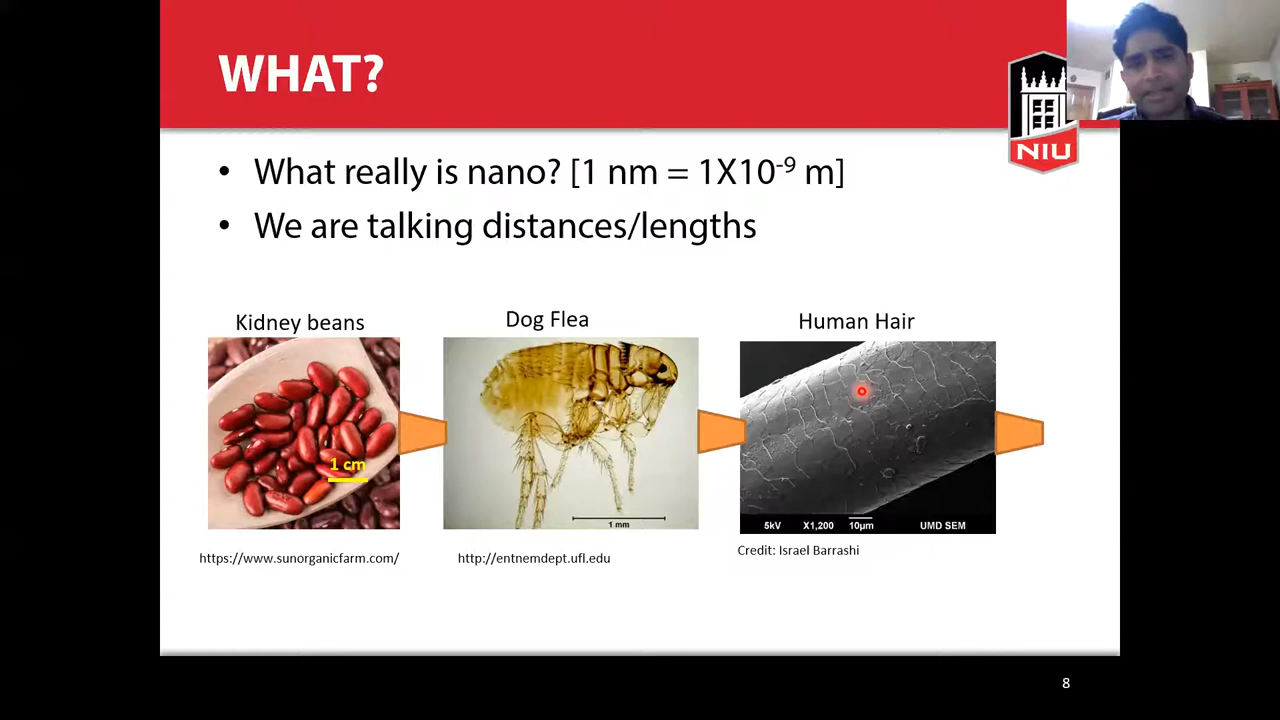 WHAT?
NIU
• What really is nano? [1 nm = 1X10⁻⁹ m]
• We are talking distances/lengths
Kidney beans
Dog Flea
Human Hair
1 cm
1 mm
5kV X1,200 10µm UMD SEM
https://www.sunorganicfarm.com/
http://entnemdept.ufl.edu
Credit: Israel Barrashi
8